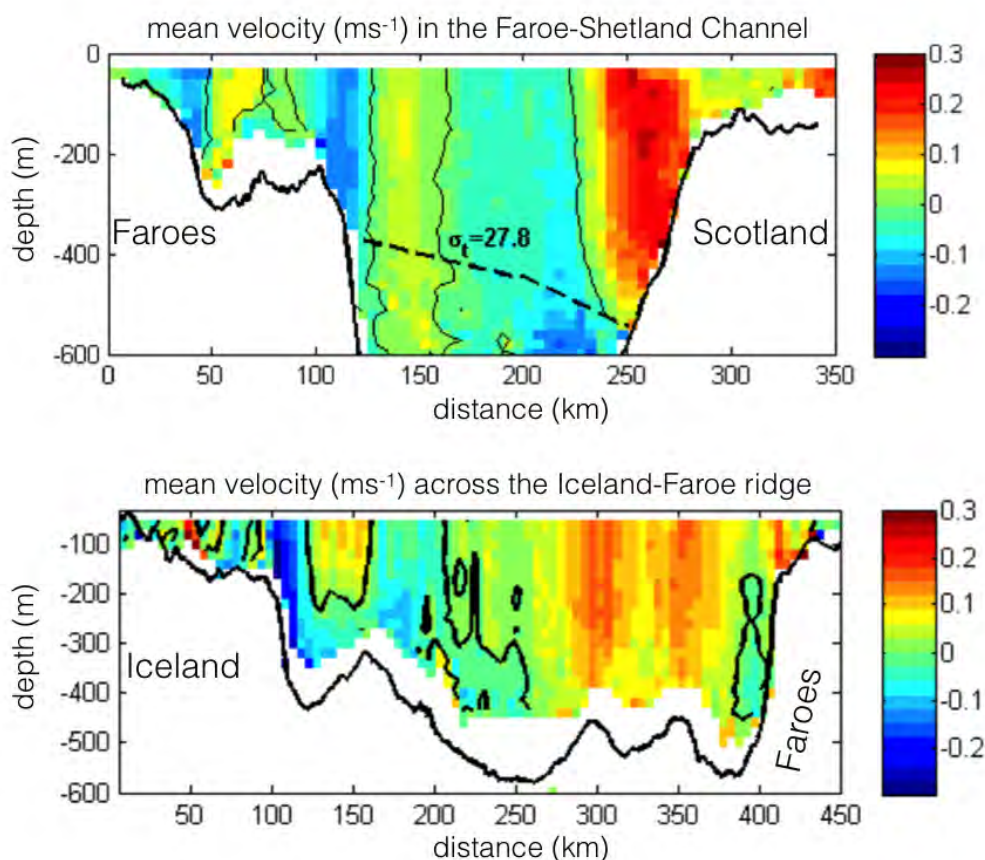 mean velocity (ms-1) in the Faroe-Shetland Channel
0
-200
-400
-600
depth (m)
Faroes
σt=27.8
Scotland
0 50 100 150 200 250 300 350
distance (km)
0.3
0.2
0.1
0
-0.1
-0.2
mean velocity (ms-1) across the Iceland-Faroe ridge
-100
-200
-300
-400
-500
-600
depth (m)
Iceland
Faroes
50 100 150 200 250 300 350 400 450
distance (km)
0.3
0.2
0.1
0
-0.1
-0.2